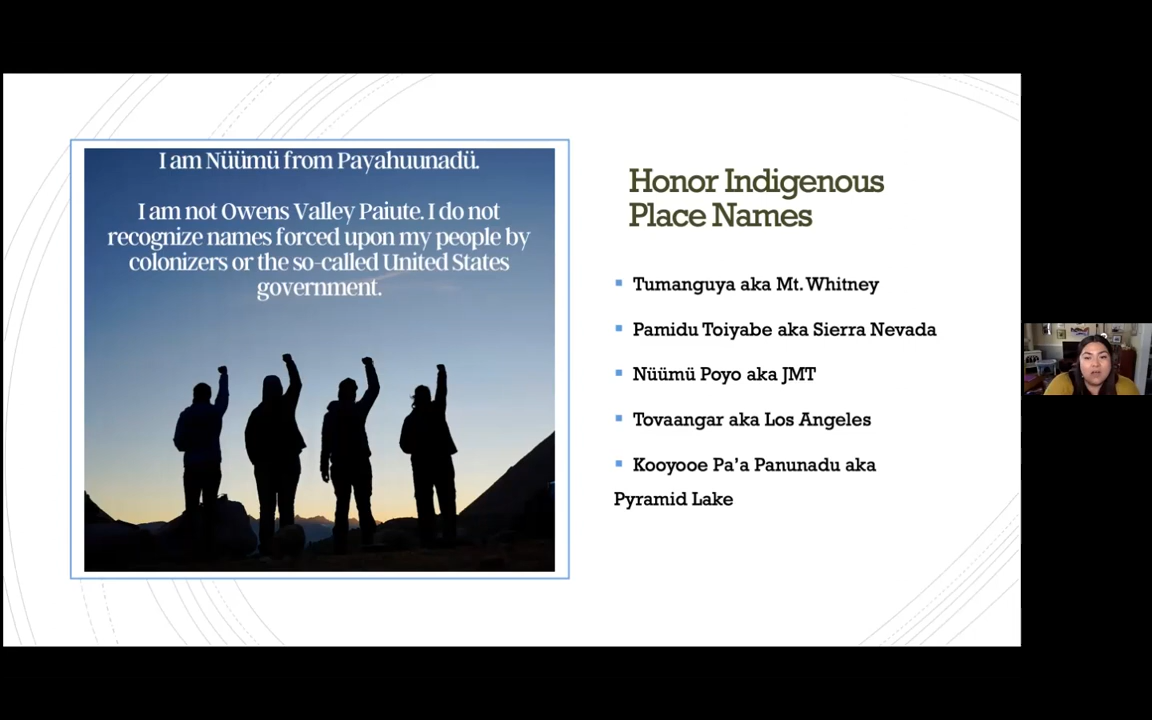 I am Nüümü from Payahuunadü.
I am not Owens Valley Paiute. I do not
recognize names forced upon my people by
colonizers or the so-called United States
government.
Honor Indigenous
Place Names
Tumanguya aka Mt. Whitney
Pamidu Toiyabe aka Sierra Nevada
Nüümü Poyo aka JMT
Tovaangar aka Los Angeles
Kooyooe Pa’a Panunadu aka
Pyramid Lake